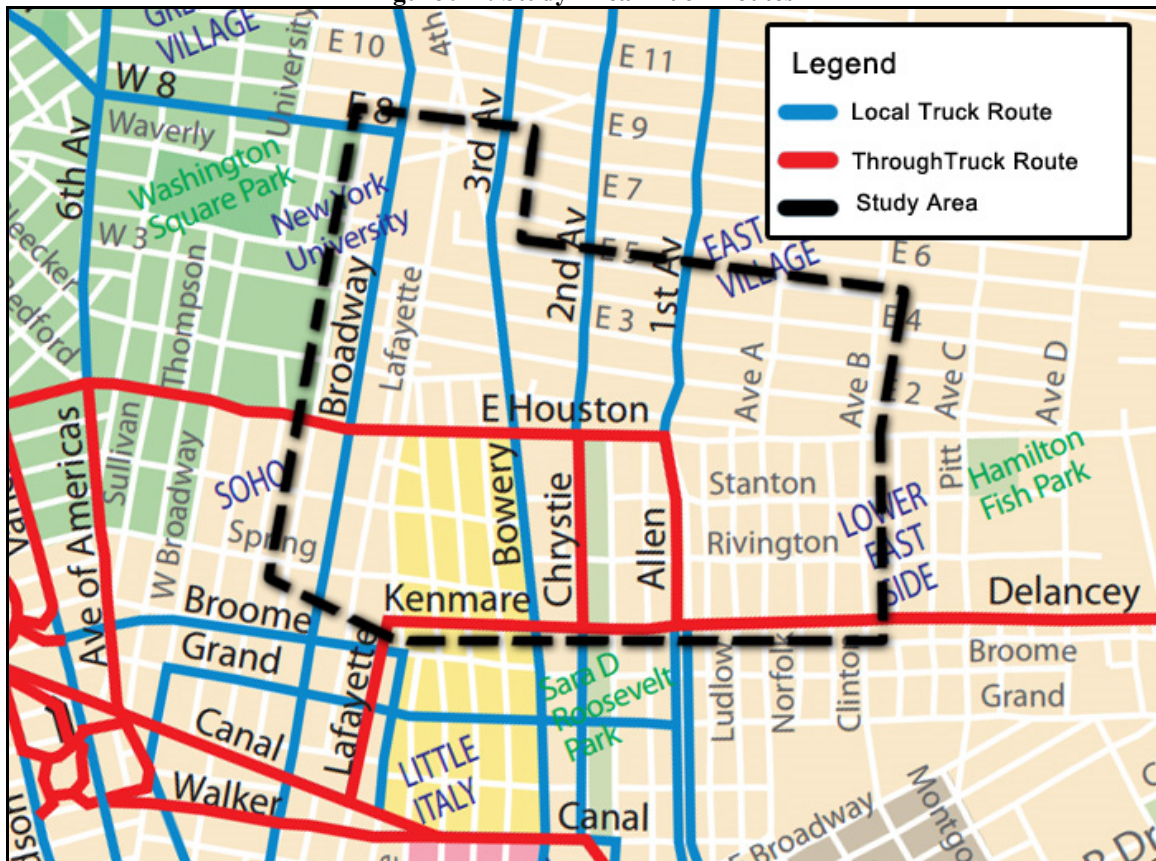 GRE
VILLAGE
University
E 10
4th
E 11
Legend
Local Truck Route
ThroughTruck Route
Study Area
W 8
E 8
Waverly
3rd Av
E 9
6th Av
Washington
Square Park
New York
University
E 7
W 3
Thompson
Broadway
Lafayette
2nd Av
E 5
1st Av
EAST
VILLAGE
E 6
E 3
E 4
2
Ave A
Ave B
Ave C
Ave D
E Houston
Ave of Americas
Sullivan
W Broadway
SOHO
Spring
Bowery
Chrystie
Allen
Stanton
Rivington
Pitt
Hamilton
Fish Park
LOWER
EAST
SIDE
Kenmare
Delancey
Broome
Grand
Lafayette
Sara D
Roosevelt
Park
Ludlow
Norfolk
Clinton
Broome
Grand
Canal
Walker
LITTLE
ITALY
Canal
E Broadway
Montgo